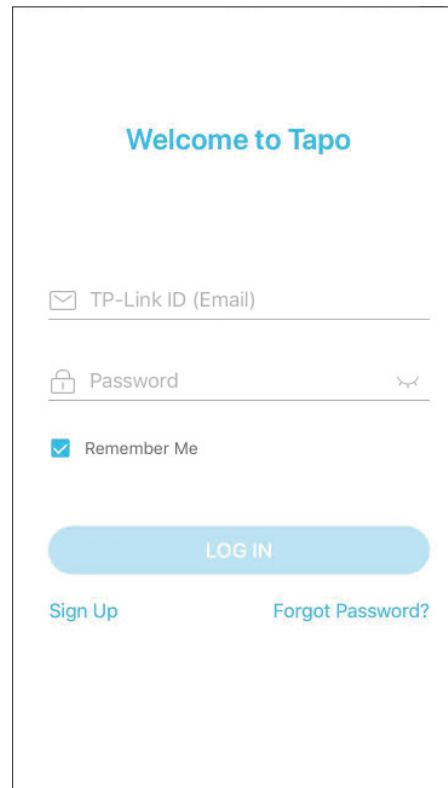 Welcome to Tapo
TP-Link ID (Email)
Password
Remember Me
LOG IN
Sign Up Forgot Password?